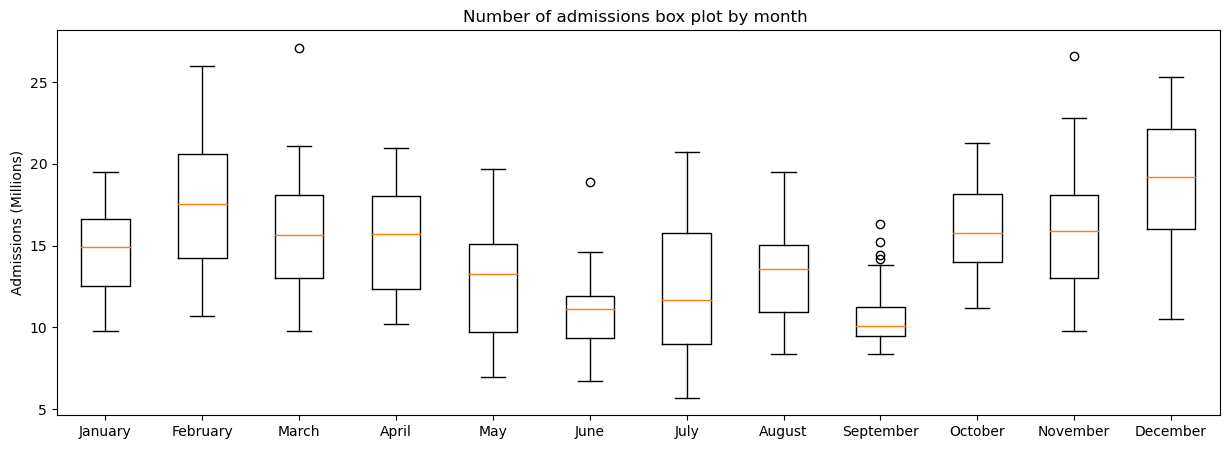 Number of admissions box plot by month
Admissions (Millions)
25
20
15
10
5
January February March April May June July August September October November December